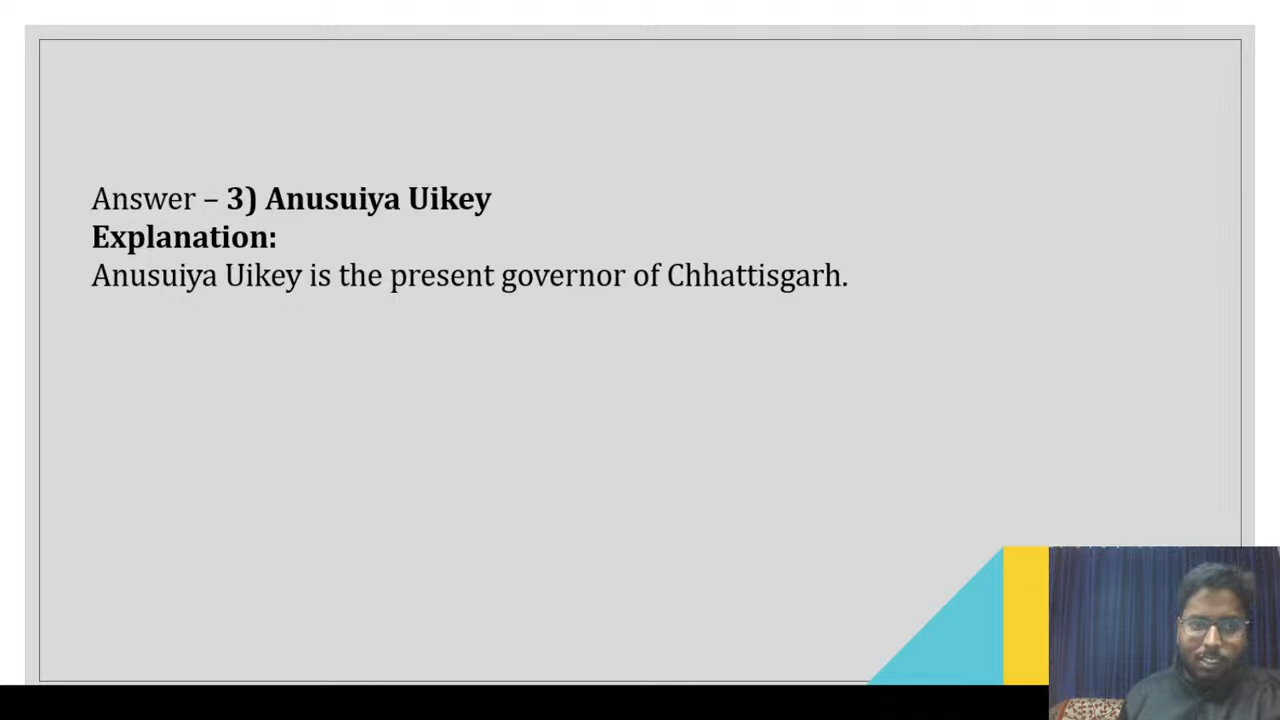 Answer – 3) Anusuiya Uikey
Explanation:
Anusuiya Uikey is the present governor of Chhattisgarh.